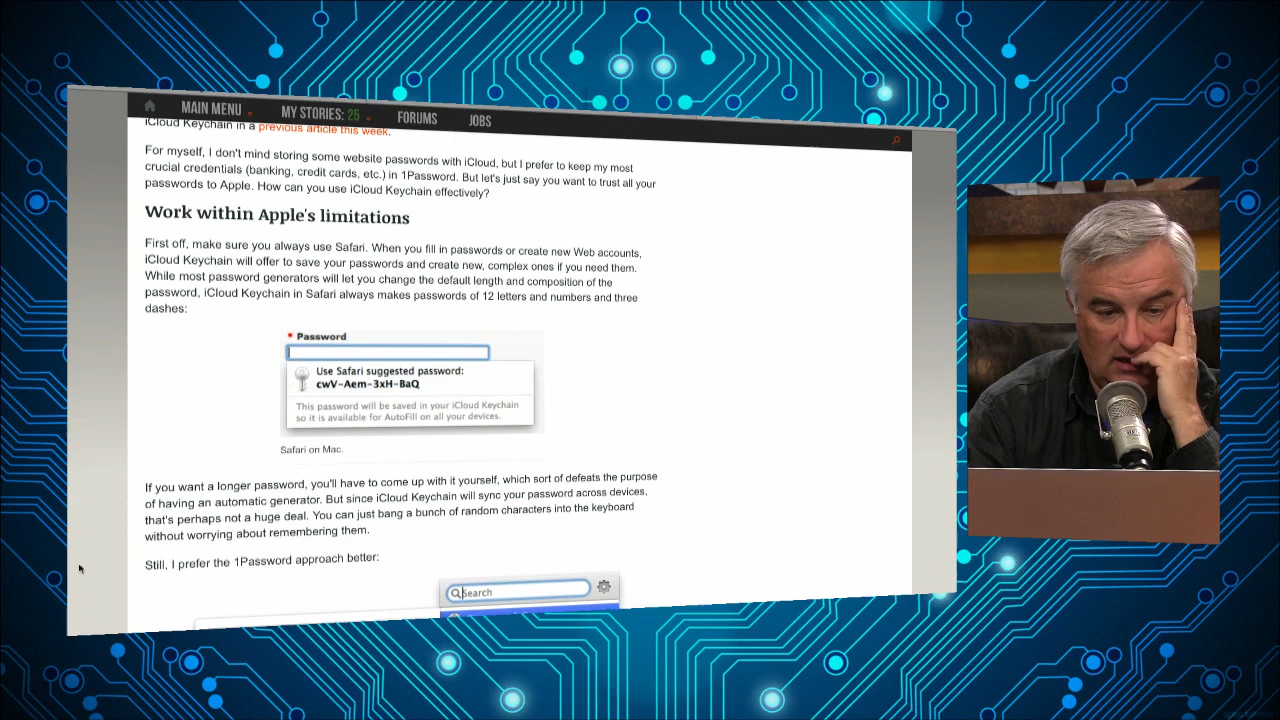 MAIN MENU
MY STORIES: 25
FORUMS
JOBS
iCloud Keychain in a previous article this week.
For myself, I don't mind storing some website passwords with iCloud, but I prefer to keep my most
crucial credentials (banking, credit cards, etc.) in 1Password. But let's just say you want to trust all your
passwords to Apple. How can you use iCloud Keychain effectively?
Work within Apple's limitations
First off, make sure you always use Safari. When you fill in passwords or create new Web accounts,
iCloud Keychain will offer to save your passwords and create new, complex ones if you need them.
While most password generators will let you change the default length and composition of the
password, iCloud Keychain in Safari always makes passwords of 12 letters and numbers and three
dashes:
* Password
Use Safari suggested password:
cwV-Aem-3xH-BaQ
This password will be saved in your iCloud Keychain
so it is available for AutoFill on all your devices.
Safari on Mac.
If you want a longer password, you'll have to come up with it yourself, which sort of defeats the purpose
of having an automatic generator. But since iCloud Keychain will sync your password across devices,
that's perhaps not a huge deal. You can just bang a bunch of random characters into the keyboard
without worrying about remembering them.
Still, I prefer the 1Password approach better:
Search